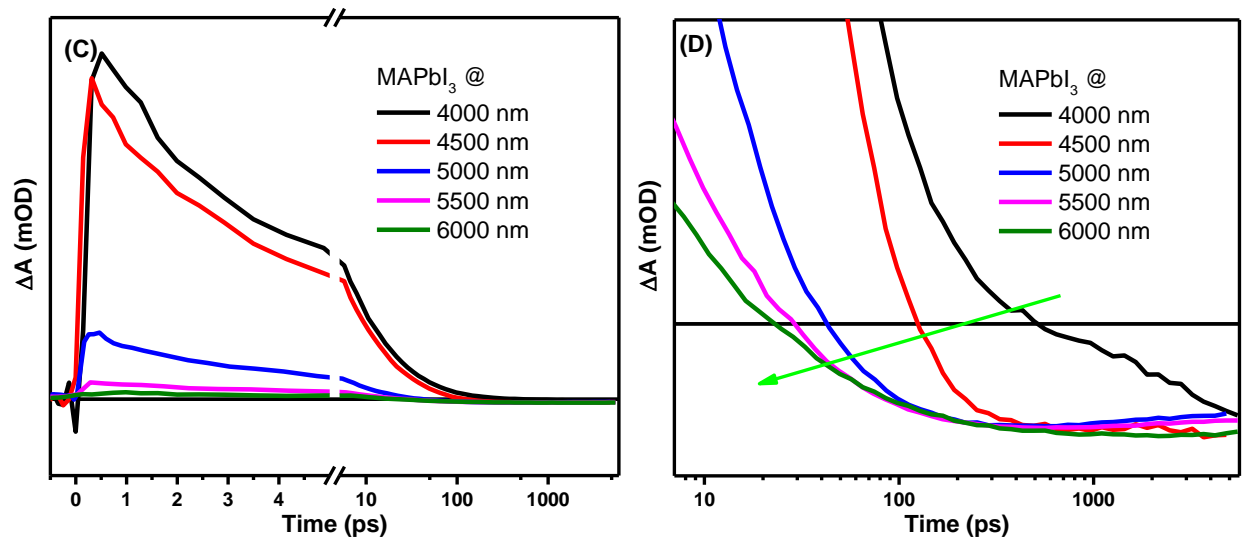 (C)
MAPbI₃ @
4000 nm
4500 nm
5000 nm
5500 nm
6000 nm
ΔA (mOD)
0 1 2 3 4 10 100 1000
Time (ps)
(D)
MAPbI₃ @
4000 nm
4500 nm
5000 nm
5500 nm
6000 nm
ΔA (mOD)
10 100 1000
Time (ps)